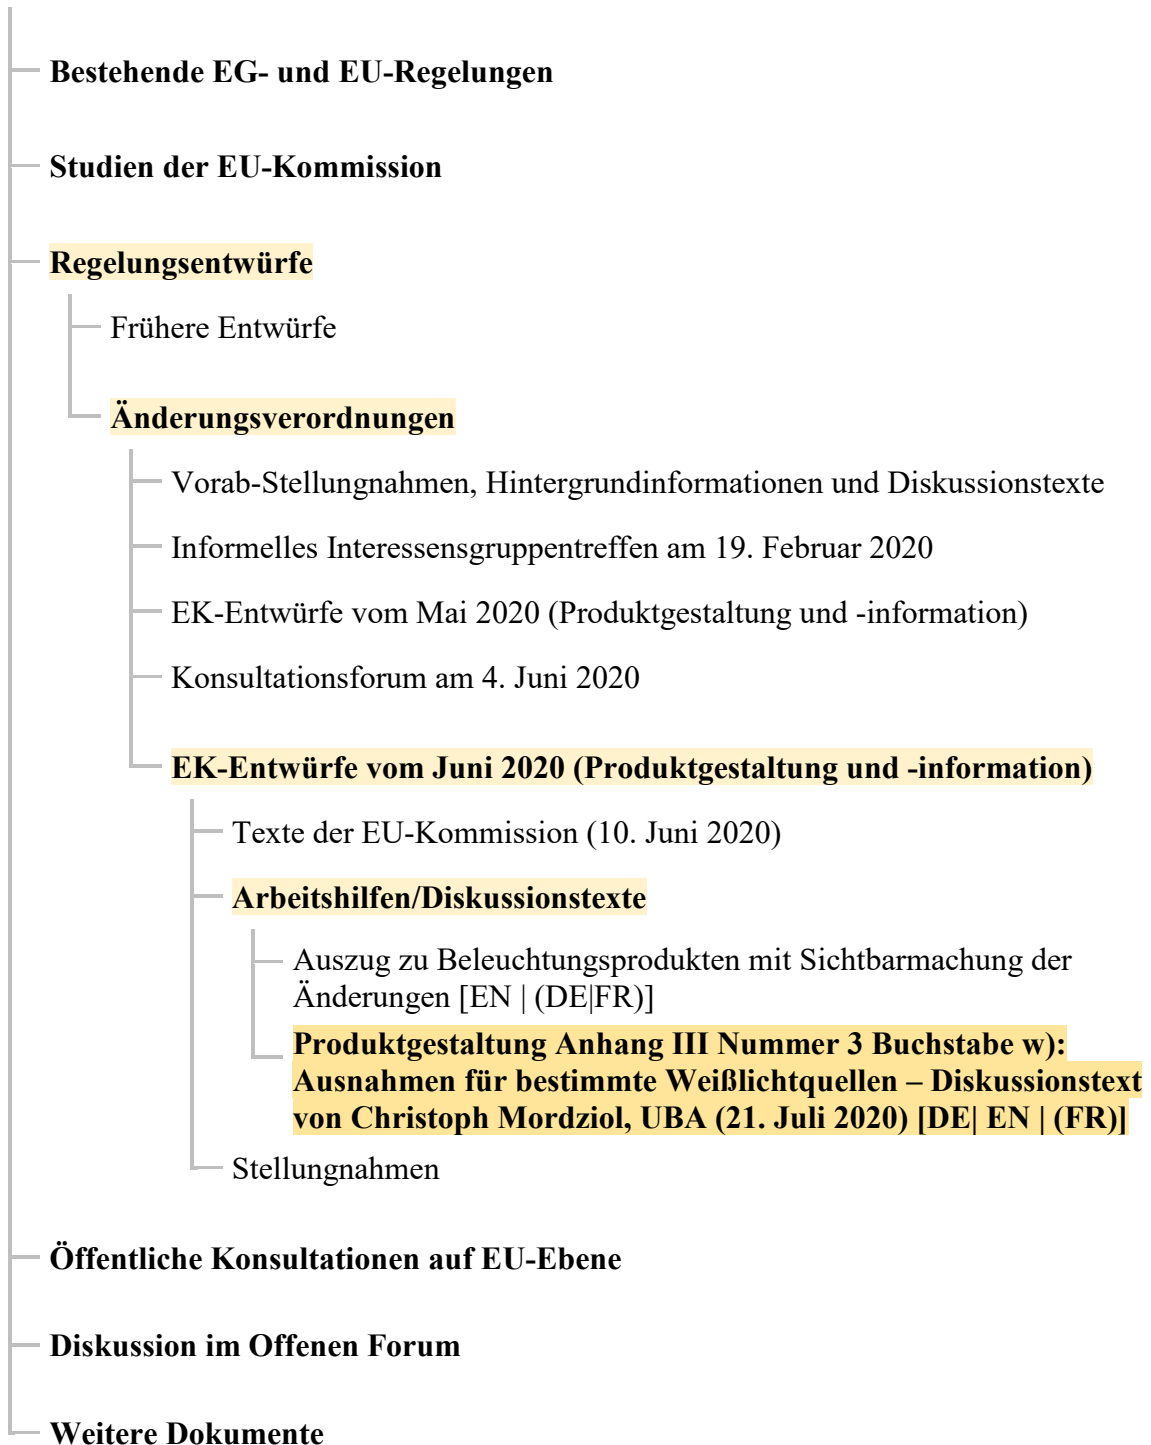 Bestehende EG- und EU-Regelungen
Studien der EU-Kommission
Regelungsentwürfe
Frühere Entwürfe
Änderungsverordnungen
Vorab-Stellungnahmen, Hintergrundinformationen und Diskussionstexte
Informelles Interessensgruppentreffen am 19. Februar 2020
EK-Entwürfe vom Mai 2020 (Produktgestaltung und -information)
Konsultationsforum am 4. Juni 2020
EK-Entwürfe vom Juni 2020 (Produktgestaltung und -information)
Texte der EU-Kommission (10. Juni 2020)
Arbeitshilfen/Diskussionstexte
Auszug zu Beleuchtungsprodukten mit Sichtbarmachung der
Änderungen [EN | (DE|FR)]
Produktgestaltung Anhang III Nummer 3 Buchstabe w):
Ausnahmen für bestimmte Weißlichtquellen – Diskussionstext
von Christoph Mordziol, UBA (21. Juli 2020) [DE| EN | (FR)]
Stellungnahmen
Öffentliche Konsultationen auf EU-Ebene
Diskussion im Offenen Forum
Weitere Dokumente